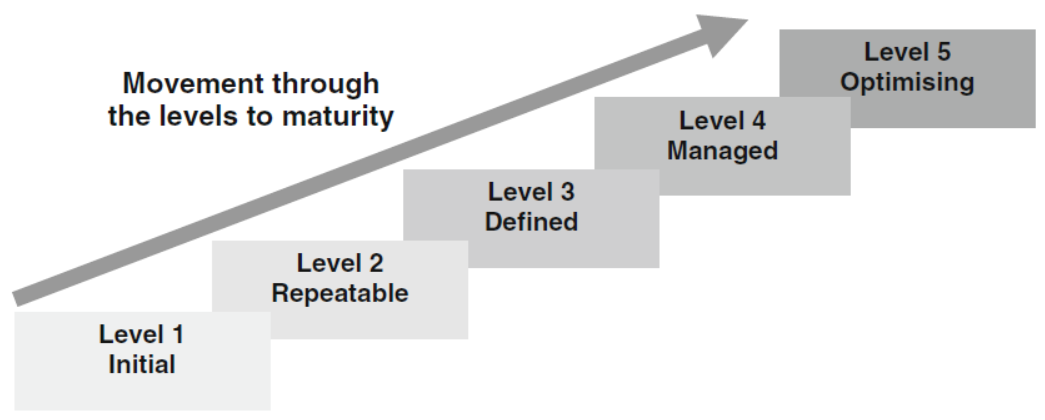 Movement through
the levels to maturity
Level 5
Optimising
Level 4
Managed
Level 3
Defined
Level 2
Repeatable
Level 1
Initial